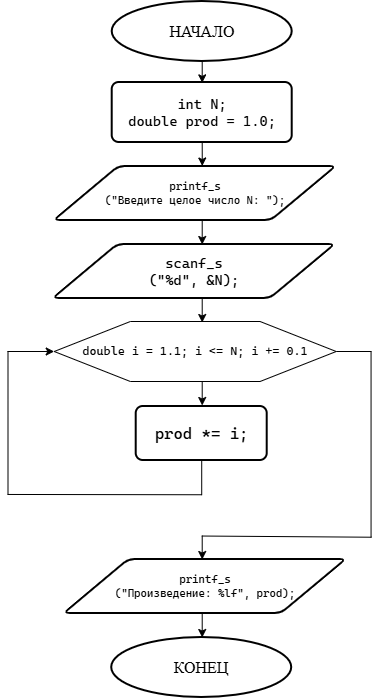 НАЧАЛО
int N;
double prod = 1.0;
printf_s
("Введите целое число N: ");
scanf_s
("%d", &N);
double i = 1.1; i <= N; i += 0.1
prod *= i;
printf_s
("Произведение: %lf", prod);
КОНЕЦ